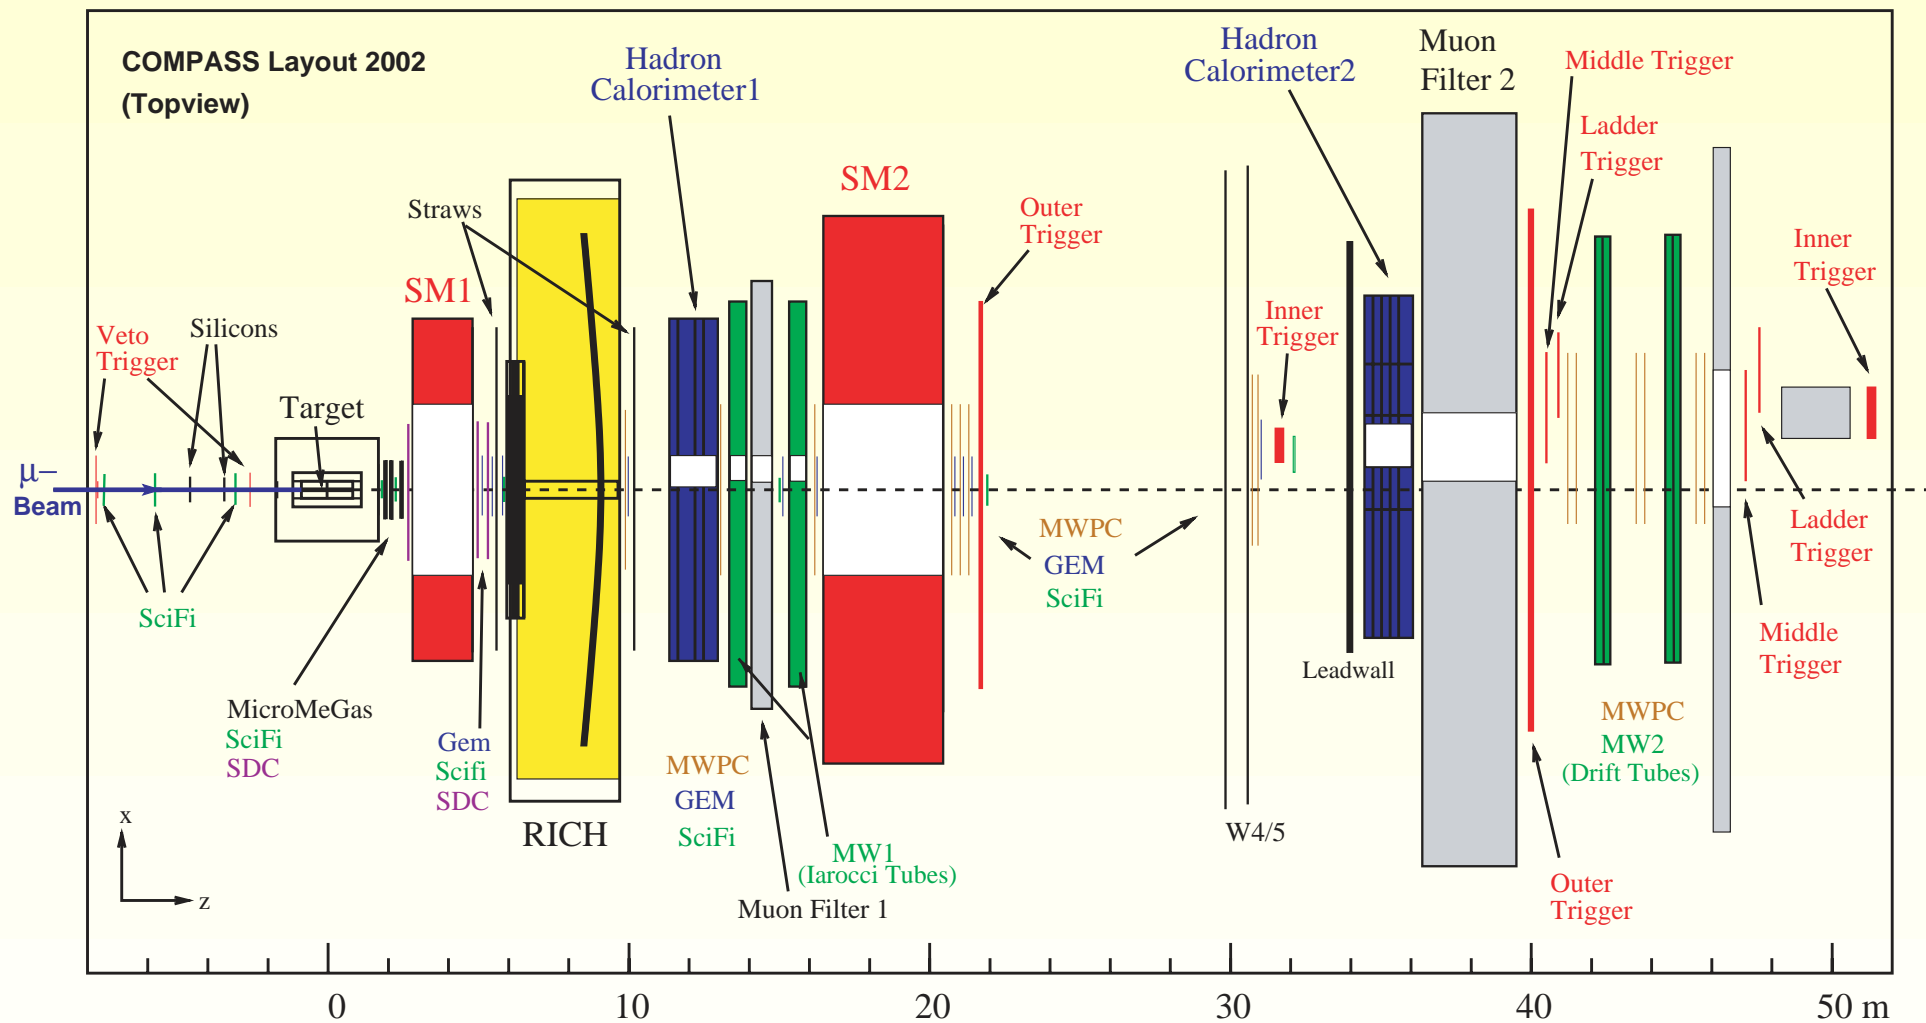 COMPASS Layout 2002
(Topview)
Hadron
Calorimeter1
Hadron
Calorimeter2
Muon
Filter 2
Middle Trigger
Ladder
Trigger
SM2
Straws
Outer
Trigger
Inner
Trigger
SM1
Veto
Trigger
Silicons
Inner
Trigger
Target
μ−
Beam
MWPC
GEM
SciFi
Ladder
Trigger
SciFi
Middle
Trigger
Leadwall
MicroMeGas
SciFi
SDC
Gem
Scifi
SDC
MWPC
GEM
SciFi
MWPC
MW2
(Drift Tubes)
RICH
W4/5
MW1
(Iarocci Tubes)
Muon Filter 1
Outer
Trigger
x
z
0 10 20 30 40 50 m